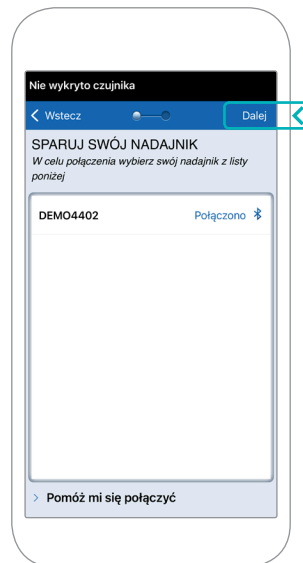 Nie wykryto czujnika
Wstecz Dalej
SPARUJ SWÓJ NADAJNIK
W celu połączenia wybierz swój nadajnik z listy
poniżej
DEMO4402 Połączono
Pomóż mi się połączyć